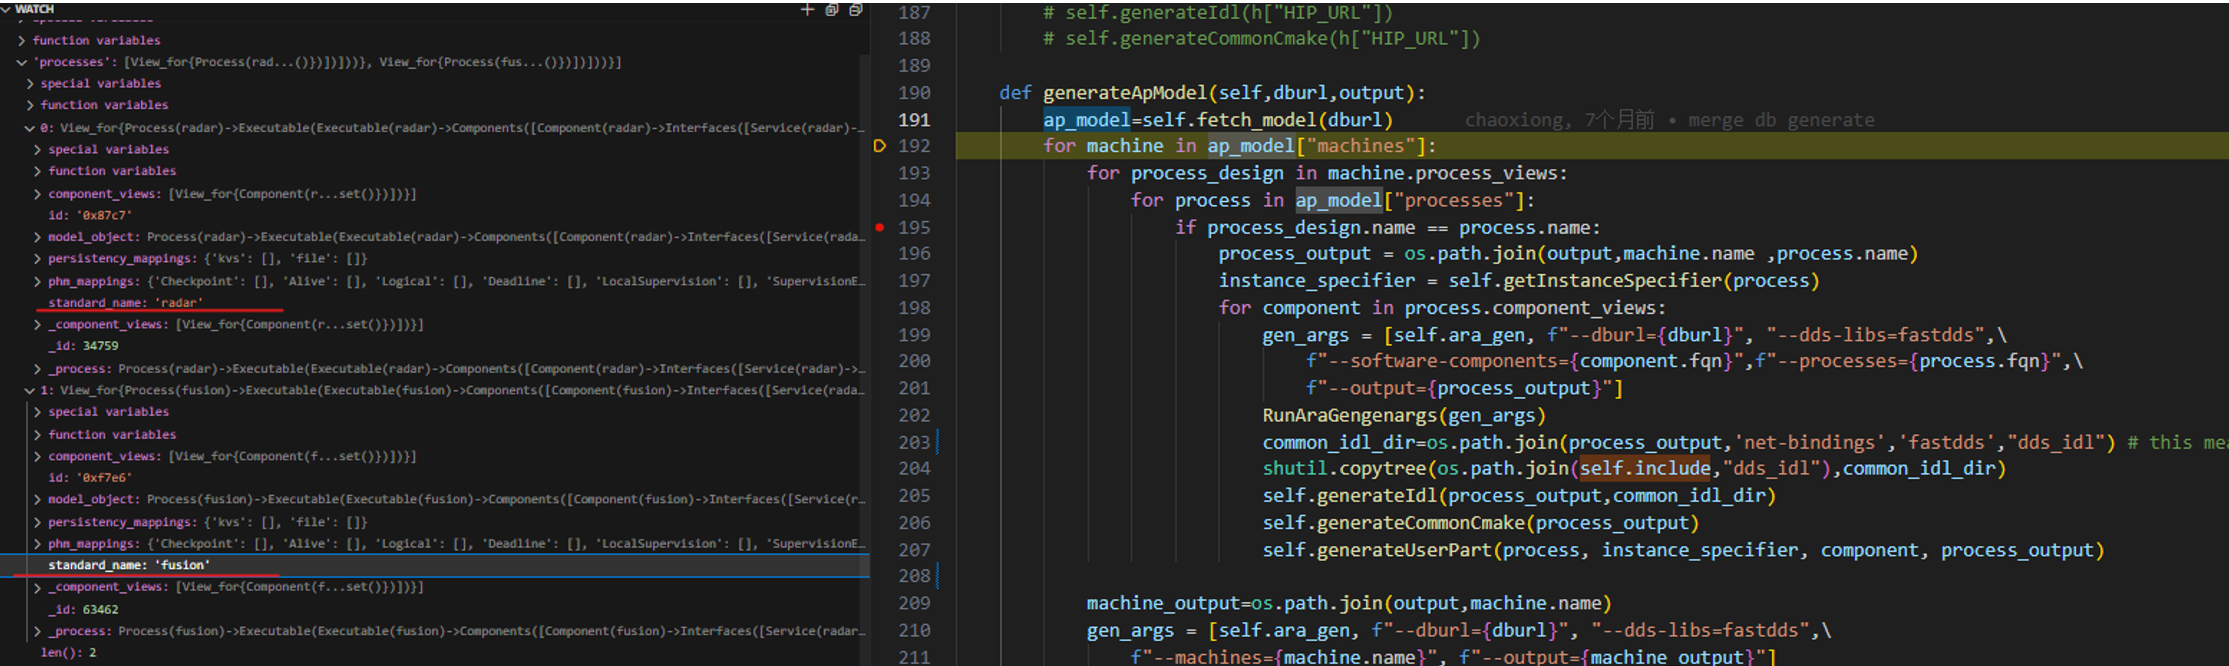 WATCH
function variables
'processes': [View_for{Process(rad...()})])]))}, View_for{Process(fus...()})])]))}]
special variables
function variables
0: View_for{Process(radar)->Executable(Executable(radar)->Components([Component(radar)->Interfaces([Service(radar)-...
special variables
function variables
component_views: [View_for{Component(r...set()})])}]
id: '0x87c7'
model_object: Process(radar)->Executable(Executable(radar)->Components([Component(radar)->Interfaces([Service(rada...
persistency_mappings: {'kvs': [], 'file': []}
phm_mappings: {'Checkpoint': [], 'Alive': [], 'Logical': [], 'Deadline': [], 'LocalSupervision': [], 'SupervisionE...
standard_name: 'radar'
_component_views: [View_for{Component(r...set()})])}]
_id: 34759
_process: Process(radar)->Executable(Executable(radar)->Components([Component(radar)->Interfaces([Service(radar)->...
1: View_for{Process(fusion)->Executable(Executable(fusion)->Components([Component(fusion)->Interfaces([Service(rada...
special variables
function variables
component_views: [View_for{Component(f...set()})])}]
id: '0xf7e6'
model_object: Process(fusion)->Executable(Executable(fusion)->Components([Component(fusion)->Interfaces([Service(r...
persistency_mappings: {'kvs': [], 'file': []}
phm_mappings: {'Checkpoint': [], 'Alive': [], 'Logical': [], 'Deadline': [], 'LocalSupervision': [], 'SupervisionE...
standard_name: 'fusion'
_component_views: [View_for{Component(f...set()})])}]
_id: 63462
_process: Process(fusion)->Executable(Executable(fusion)->Components([Component(fusion)->Interfaces([Service(radar...
len(): 2
187 # self.generateIdl(h["HIP_URL"])
188 # self.generateCommonCmake(h["HIP_URL"])
189
190 def generateApModel(self,dburl,output):
191 ap_model=self.fetch_model(dburl) chaoxiong, 7个月前 • merge db generate
192 for machine in ap_model["machines"]:
193 for process_design in machine.process_views:
194 for process in ap_model["processes"]:
195 if process_design.name == process.name:
196 process_output = os.path.join(output,machine.name ,process.name)
197 instance_specifier = self.getInstanceSpecifier(process)
198 for component in process.component_views:
199 gen_args = [self.ara_gen, f"--dburl={dburl}", "--dds-libs=fastdds",\
200 f"--software-components={component.fqn}",f"--processes={process.fqn}",\
201 f"--output={process_output}"]
202 RunAraGengenargs(gen_args)
203 common_idl_dir=os.path.join(process_output,'net-bindings','fastdds',"dds_idl") # this mea
204 shutil.copytree(os.path.join(self.include,"dds_idl"),common_idl_dir)
205 self.generateIdl(process_output,common_idl_dir)
206 self.generateCommonCmake(process_output)
207 self.generateUserPart(process, instance_specifier, component, process_output)
208
209 machine_output=os.path.join(output,machine.name)
210 gen_args = [self.ara_gen, f"--dburl={dburl}", "--dds-libs=fastdds",\
211 f"--machines={machine.name}", f"--output={machine_output}"]